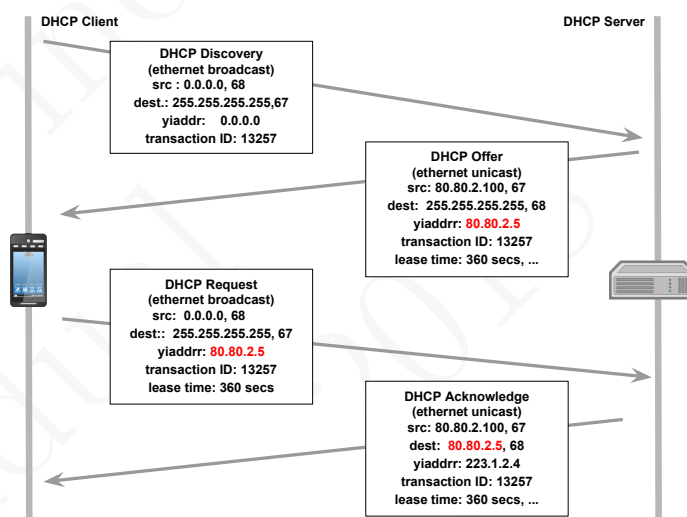 DHCP Client
DHCP Server
DHCP Discovery
(ethernet broadcast)
src : 0.0.0.0, 68
dest.: 255.255.255.255,67
yiaddr: 0.0.0.0
transaction ID: 13257
DHCP Offer
(ethernet unicast)
src: 80.80.2.100, 67
dest: 255.255.255.255, 68
yiaddrr: 80.80.2.5
transaction ID: 13257
lease time: 360 secs, ...
DHCP Request
(ethernet broadcast)
src: 0.0.0.0, 68
dest:: 255.255.255.255, 67
yiaddrr: 80.80.2.5
transaction ID: 13257
lease time: 360 secs
DHCP Acknowledge
(ethernet unicast)
src: 80.80.2.100, 67
dest: 80.80.2.5, 68
yiaddrr: 223.1.2.4
transaction ID: 13257
lease time: 360 secs, ...